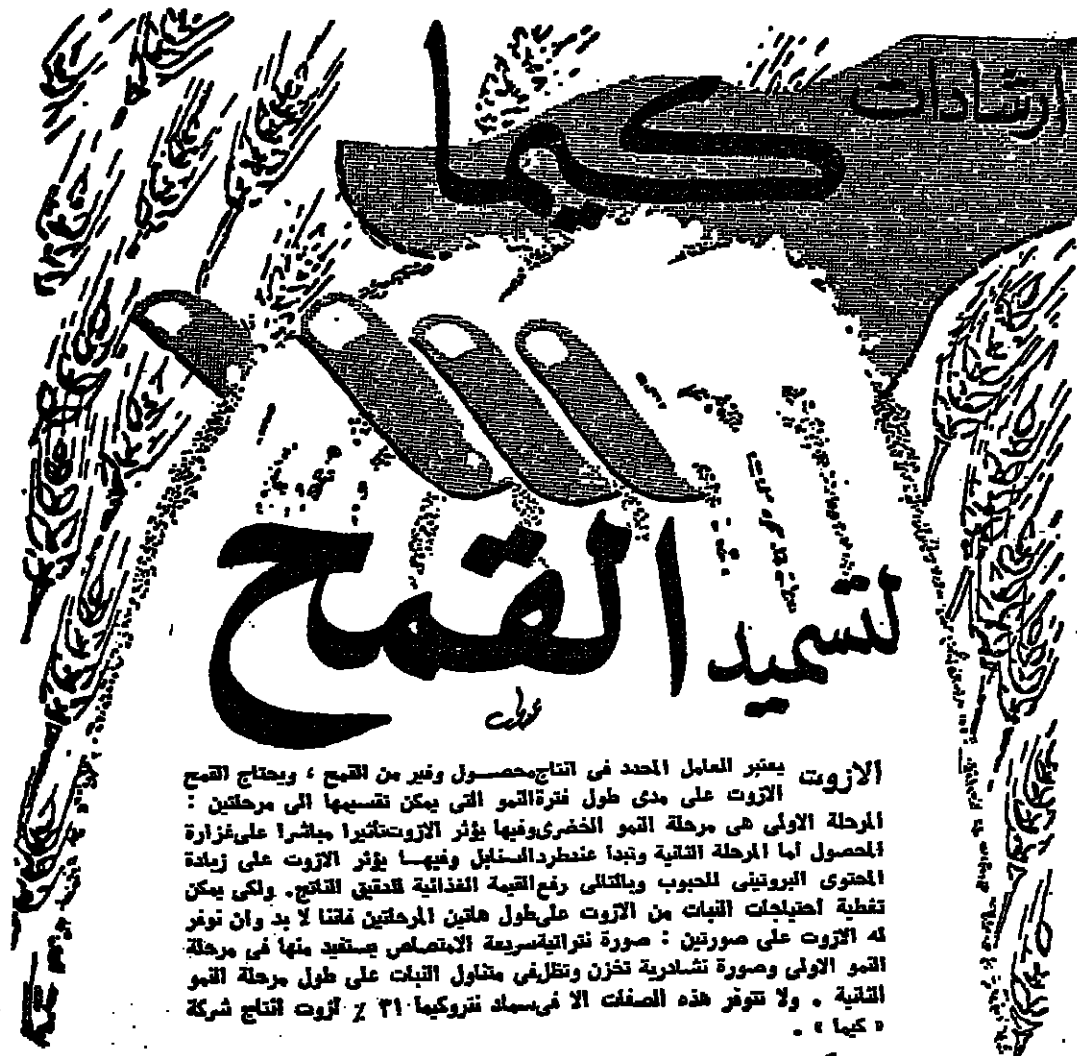 ارشادات
كيما
لتسميد القمح
الازوت يعتبر العامل المحدد فى انتاج محصول وفير من القمح ، ويحتاج القمح
الازوت على مدى طول فترة النمو التى يمكن تقسيمها الى مرحلتين :
المرحلة الاولى هى مرحلة النمو الخضرى وفيها يؤثر الازوت تأثيرا مباشرا على غزارة
المحصول أما المرحلة الثانية وتبدأ عند طرد السنابل وفيها يؤثر الازوت على زيادة
المحتوى البروتينى للحبوب وبالتالى رفع القيمة الغذائية للدقيق الناتج. ولكى يمكن
تغطية احتياجات النبات من الازوت على طول هاتين المرحلتين فاننا لا بد وان نوفر
له الازوت على صورتين : صورة نتراتية سريعة الامتصاص يستفيد منها فى مرحلة
النمو الاولى وصورة نشادرية تخزن وتظل فى متناول النبات على طول مرحلة النمو
الثانية . ولا تتوفر هذه الصفات الا فى سماد نتروكيما ٣١ ٪ ازوت انتاج شركة
« كيما » .